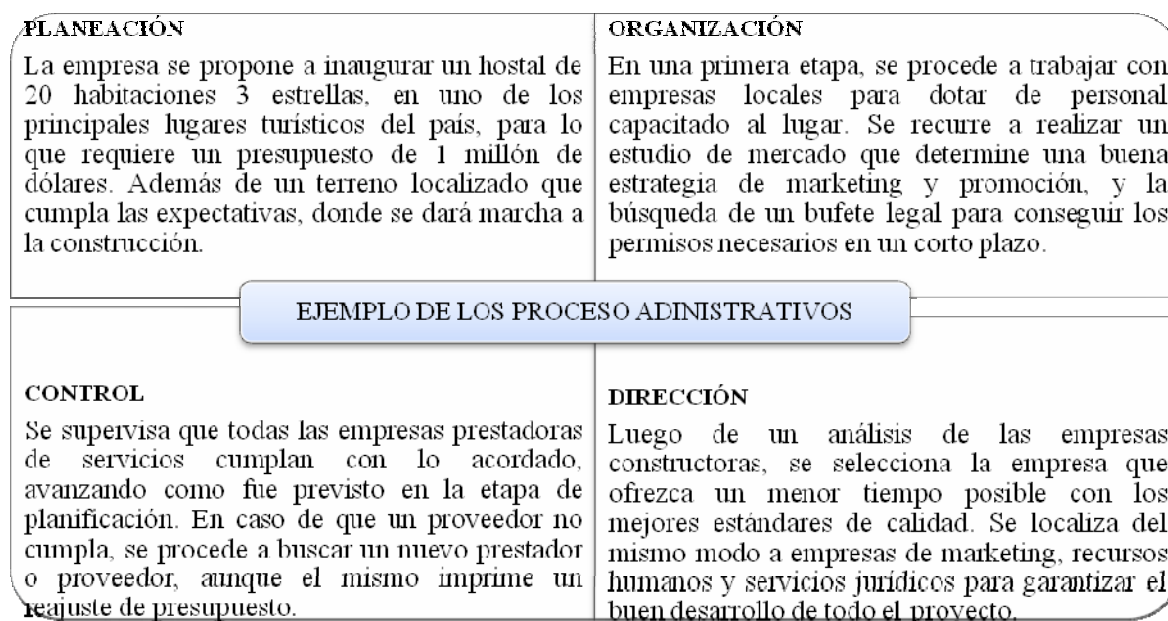 PLANEACIÓN
La empresa se propone a inaugurar un hostal de
20 habitaciones 3 estrellas, en uno de los
principales lugares turísticos del país, para lo
que requiere un presupuesto de 1 millón de
dólares. Además de un terreno localizado que
cumpla las expectativas, donde se dará marcha a
la construcción.
ORGANIZACIÓN
En una primera etapa, se procede a trabajar con
empresas locales para dotar de personal
capacitado al lugar. Se recurre a realizar un
estudio de mercado que determine una buena
estrategia de marketing y promoción, y la
búsqueda de un bufete legal para conseguir los
permisos necesarios en un corto plazo.
EJEMPLO DE LOS PROCESO ADINISTRATIVOS
CONTROL
Se supervisa que todas las empresas prestadoras
de servicios cumplan con lo acordado,
avanzando como fue previsto en la etapa de
planificación. En caso de que un proveedor no
cumpla, se procede a buscar un nuevo prestador
o proveedor, aunque el mismo imprime un
reajuste de presupuesto.
DIRECCIÓN
Luego de un análisis de las empresas
constructoras, se selecciona la empresa que
ofrezca un menor tiempo posible con los
mejores estándares de calidad. Se localiza del
mismo modo a empresas de marketing, recursos
humanos y servicios jurídicos para garantizar el
buen desarrollo de todo el proyecto.